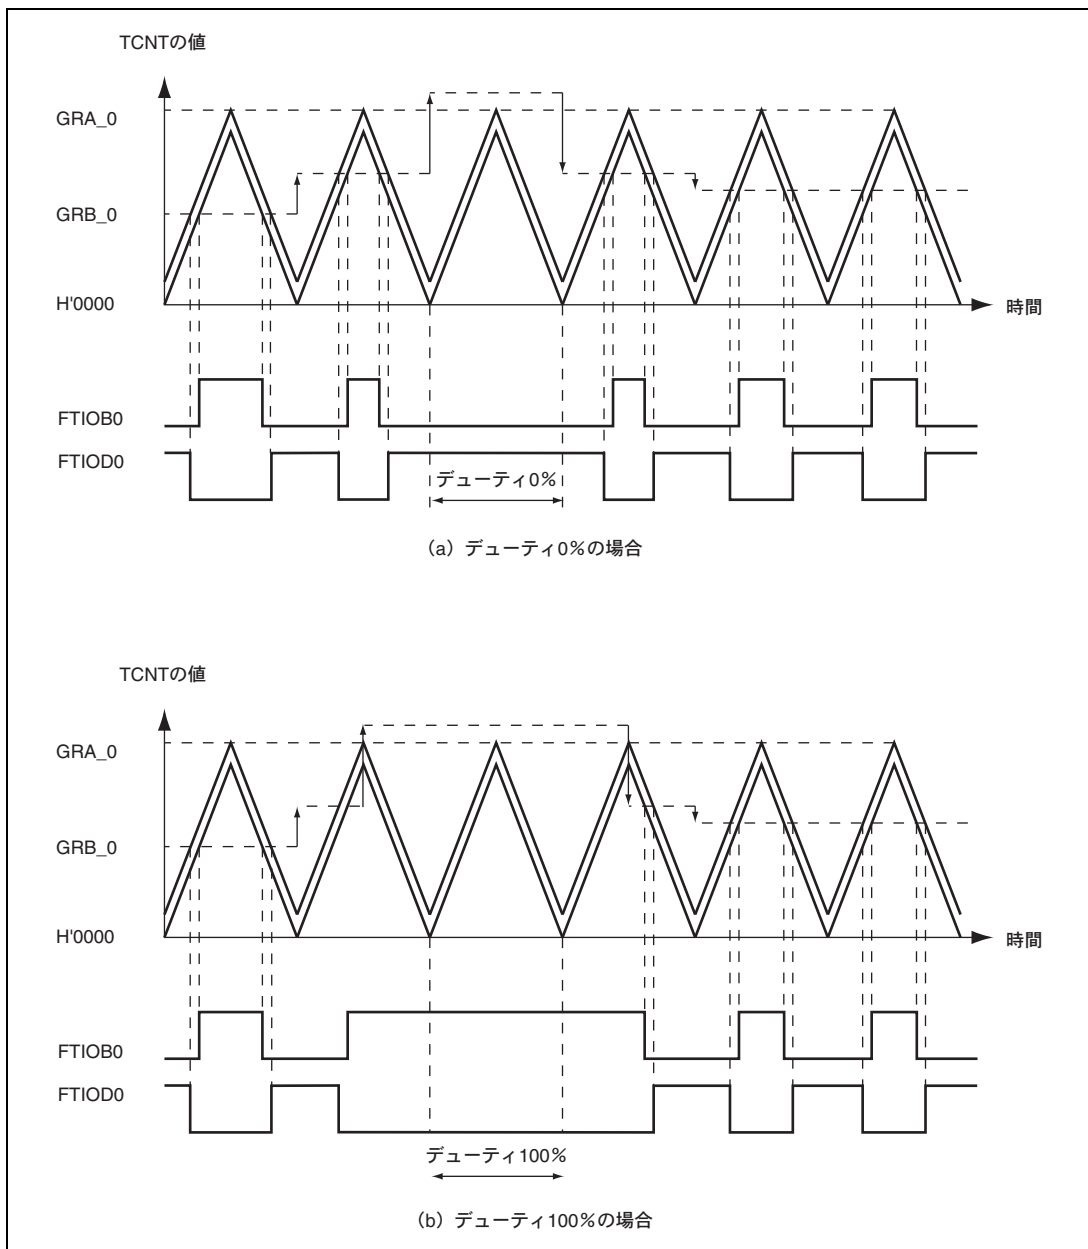 TCNTの値
GRA_0
GRB_0
H'0000
時間
FTIOB0
FTIOD0
デューティ0%
(a) デューティ0%の場合
TCNTの値
GRA_0
GRB_0
H'0000
時間
FTIOB0
FTIOD0
デューティ100%
(b) デューティ100%の場合